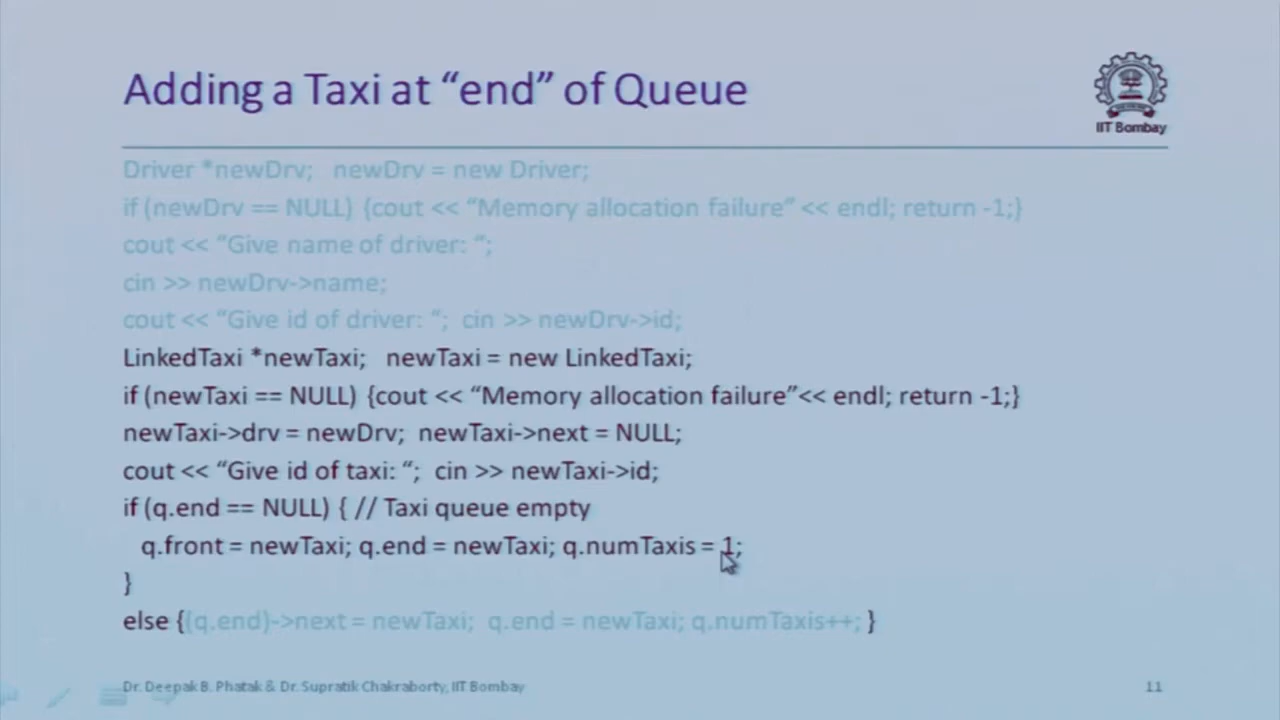 Adding a Taxi at “end” of Queue
IIT Bombay
Driver *newDrv; newDrv = new Driver;
if (newDrv == NULL) {cout << “Memory allocation failure” << endl; return -1;}
cout << “Give name of driver: “;
cin >> newDrv->name;
cout << “Give id of driver: “; cin >> newDrv->id;
LinkedTaxi *newTaxi; newTaxi = new LinkedTaxi;
if (newTaxi == NULL) {cout << “Memory allocation failure”<< endl; return -1;}
newTaxi->drv = newDrv; newTaxi->next = NULL;
cout << “Give id of taxi: “; cin >> newTaxi->id;
if (q.end == NULL) { // Taxi queue empty
q.front = newTaxi; q.end = newTaxi; q.numTaxis = 1;
}
else {(q.end)->next = newTaxi; q.end = newTaxi; q.numTaxis++; }
Dr. Deepak B. Phatak & Dr. Supratik Chakraborty, IIT Bombay
11